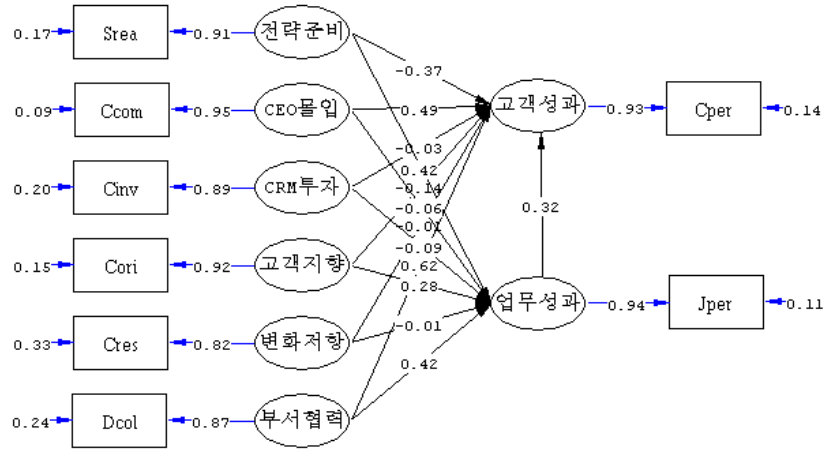 0.17 Srea 0.91 전략준비
-0.37
0.09 Ccom 0.95 CEO몰입 0.49 고객성과 0.93 Cper 0.14
-0.03
0.42
0.20 Cinv 0.89 CRM투자 -0.14
-0.06 0.32
-0.01
-0.09
0.15 Cori 0.92 고객지향 0.62
0.28
업무성과 0.94 Jper 0.11
-0.01
0.33 Cres 0.82 변화저항
0.42
0.24 Dcol 0.87 부서협력